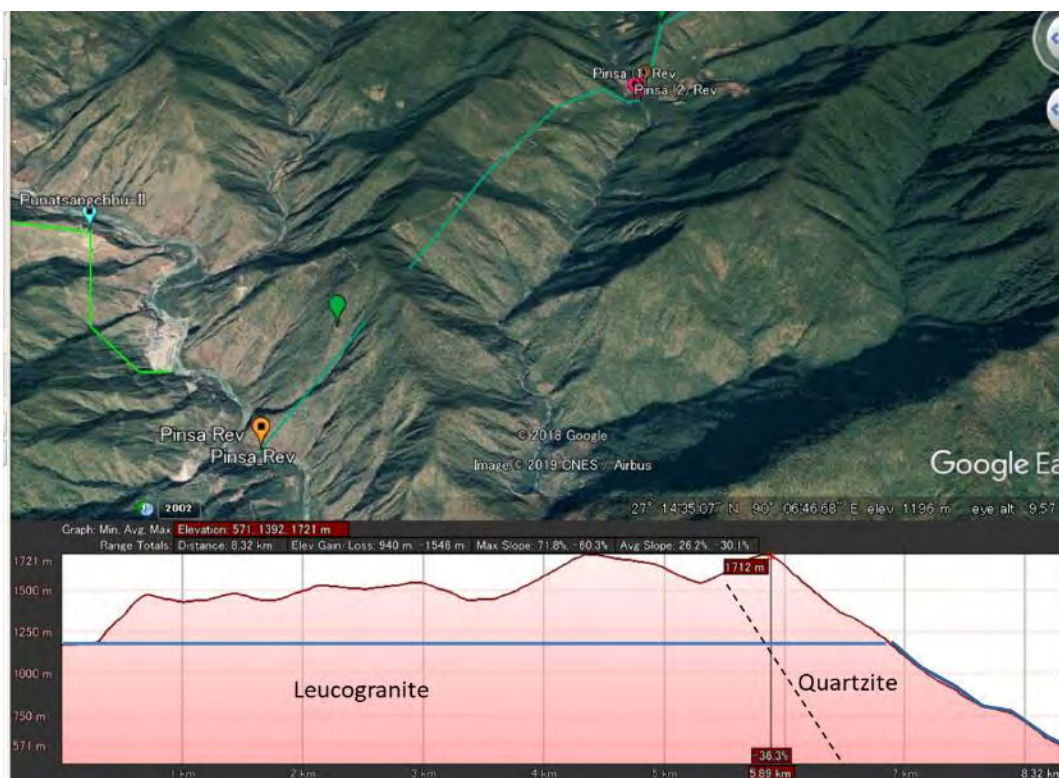 Pinsa (1) Rev
Pinsa (2) Rev
Punatsangchhu-II
Pinsa_Rev
Pinsa_Rev
© 2018 Google
Image © 2019 CNES / Airbus
Google Ea
2002
27° 14'35.07" N 90° 06'46.68" E elev 1196 m eye alt 9.57
Graph: Min, Avg, Max Elevation: 571, 1392, 1721 m
Range Totals: Distance: 8.32 km Elev Gain/Loss: 940 m, -1546 m Max Slope: 71.8%, -60.3% Avg Slope: 26.2%, -30.1%
1721 m
1712 m
1500 m
1250 m
1000 m
Leucogranite
Quartzite
750 m
571 m
-36.3%
1 km 2 km 3 km 4 km 5 km 5.89 km 7 km 8.32 km